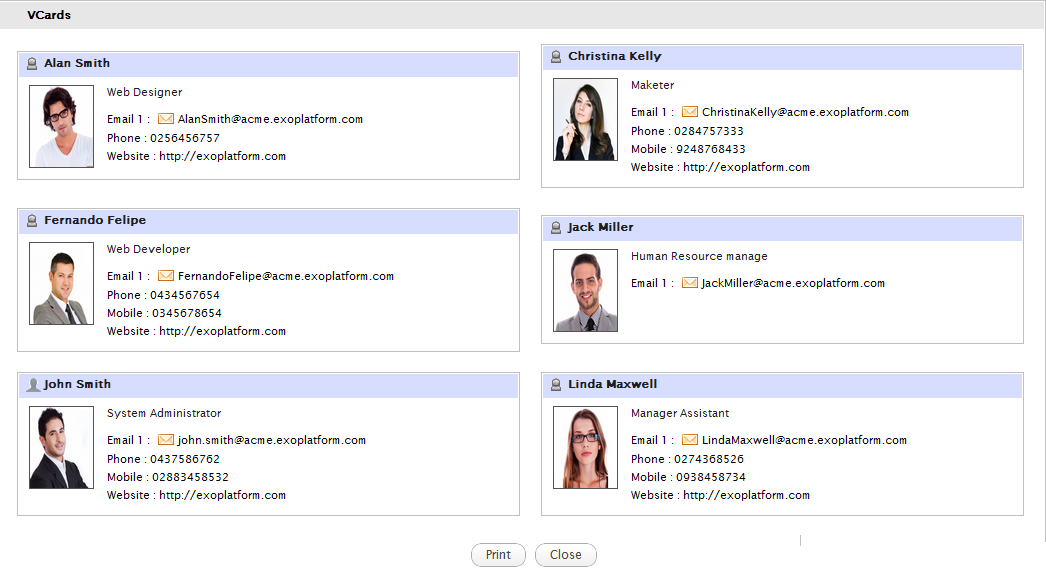 VCards
Alan Smith
Web Designer
Email 1 : AlanSmith@acme.exoplatform.com
Phone : 0256456757
Website : http://exoplatform.com
Christina Kelly
Maketer
Email 1 : ChristinaKelly@acme.exoplatform.com
Phone : 0284757333
Mobile : 9248768433
Website : http://exoplatform.com
Fernando Felipe
Web Developer
Email 1 : FernandoFelipe@acme.exoplatform.com
Phone : 0434567654
Mobile : 0345678654
Website : http://exoplatform.com
Jack Miller
Human Resource manage
Email 1 : JackMiller@acme.exoplatform.com
John Smith
System Administrator
Email 1 : john.smith@acme.exoplatform.com
Phone : 0437586762
Mobile : 02883458532
Website : http://exoplatform.com
Linda Maxwell
Manager Assistant
Email 1 : LindaMaxwell@acme.exoplatform.com
Phone : 0274368526
Mobile : 0938458734
Website : http://exoplatform.com
Print Close